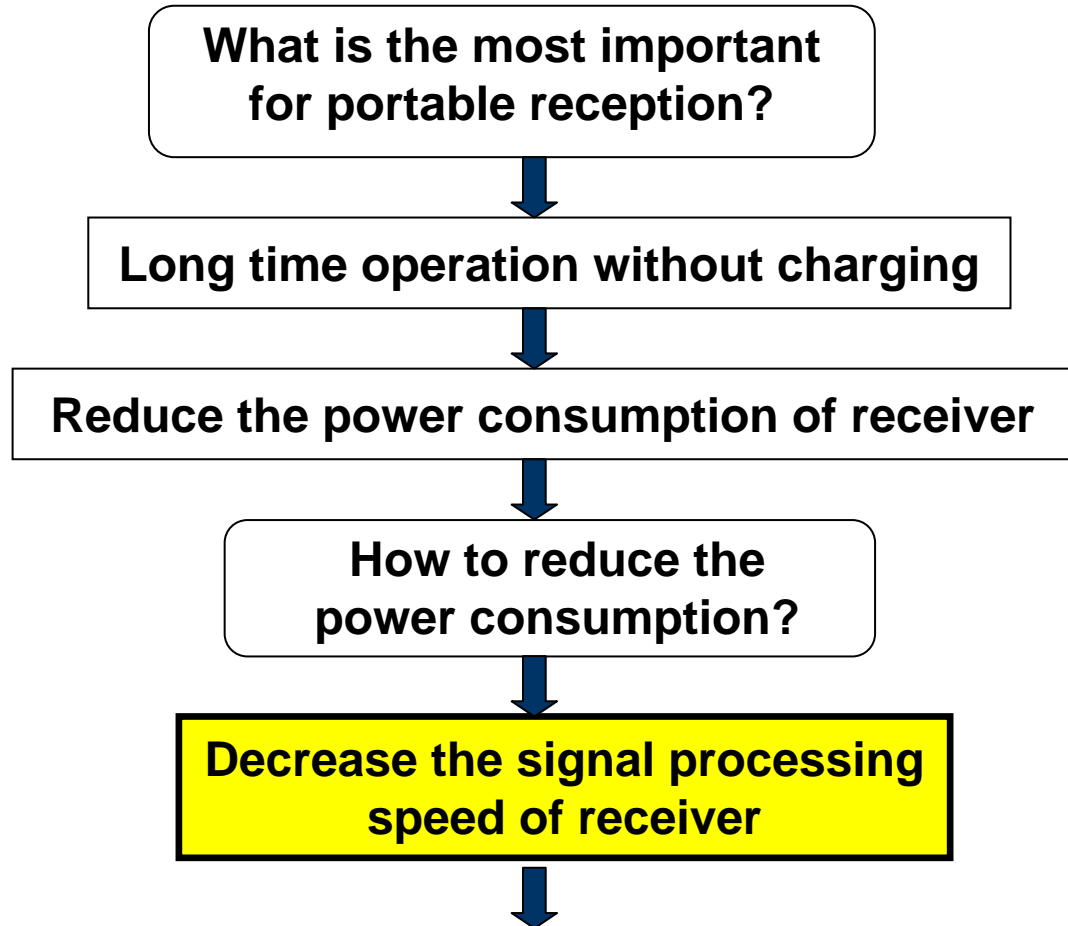 What is the most important
for portable reception?
Long time operation without charging
Reduce the power consumption of receiver
How to reduce the
power consumption?
Decrease the signal processing
speed of receiver